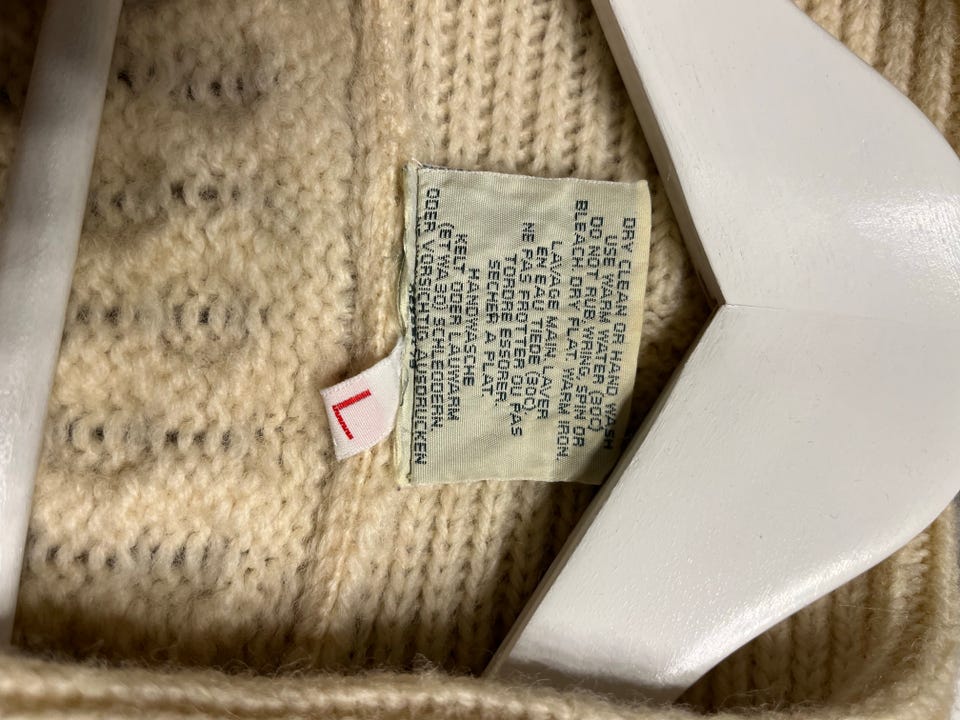 DRY CLEAN OR HAND WASH
USE WARM WATER (30C)
DO NOT RUB, WRING, SPIN OR
BLEACH DRY FLAT WARM IRON.
LAVAGE MAIN LAVER
EN EAU TIEDE (30C).
NE PAS FROTTER OU PAS
TORDRE ESSORER.
SECHER A PLAT.
HANDWASCHE
KELT ODER LAUWARM
(ETWA 30) SCHLEODERN
ODER VORSICHTIG AUSDRUCKEN
L